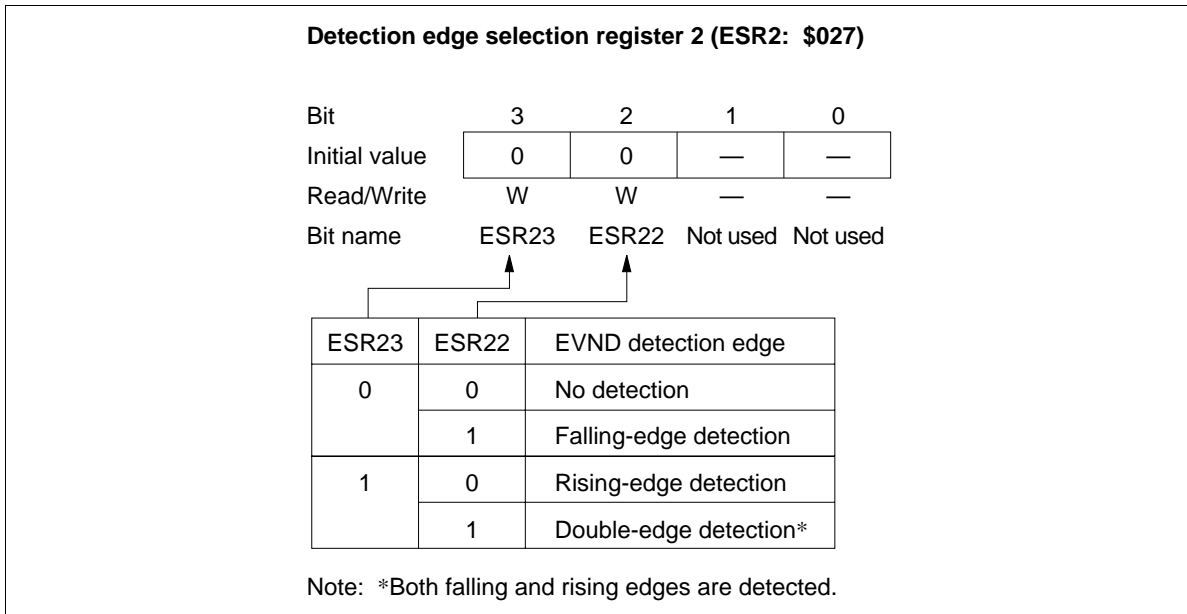 Detection edge selection register 2 (ESR2: $027)
Bit 3 2 1 0
Initial value 0 0 — —
Read/Write W W — —
Bit name ESR23 ESR22 Not used Not used
ESR23 ESR22 EVND detection edge
0 0 No detection
1 Falling-edge detection
1 0 Rising-edge detection
1 Double-edge detection*
Note: *Both falling and rising edges are detected.